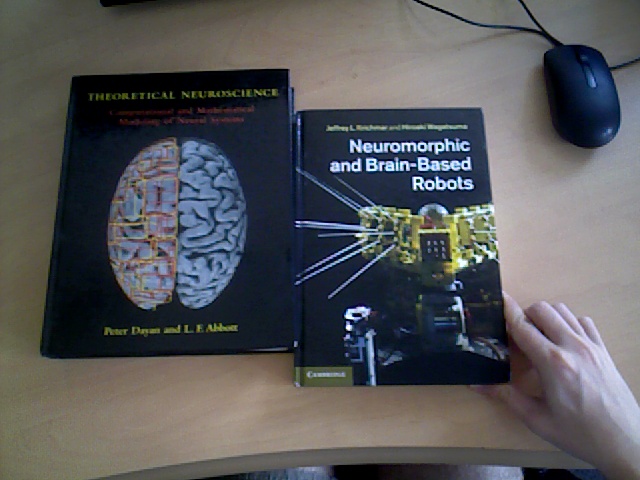 THEORETICAL NEUROSCIENCE
Computational and Mathematical
Modeling of Neural Systems
Peter Dayan and L. F. Abbott
Jeffrey L. Krichmar and Hiroaki Wagatsuma
Neuromorphic
and Brain-Based
Robots
CAMBRIDGE